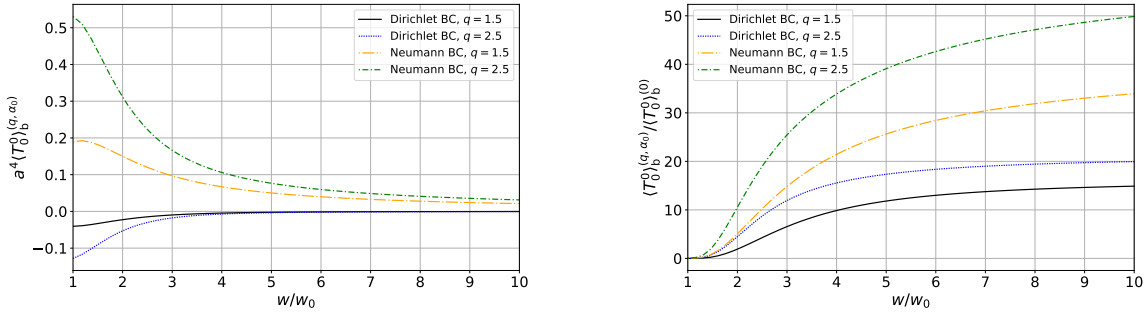 0.5
0.4
0.3
0.2
0.1
0.0
−0.1
a⁴⟨T₀⁰⟩_b^(q, α₀)
1 2 3 4 5 6 7 8 9 10
w/w₀
Dirichlet BC, q = 1.5
Dirichlet BC, q = 2.5
Neumann BC, q = 1.5
Neumann BC, q = 2.5
50
40
30
20
10
0
⟨T₀⁰⟩_b^(q, α₀)/⟨T₀⁰⟩_b^(0)
1 2 3 4 5 6 7 8 9 10
w/w₀
Dirichlet BC, q = 1.5
Dirichlet BC, q = 2.5
Neumann BC, q = 1.5
Neumann BC, q = 2.5